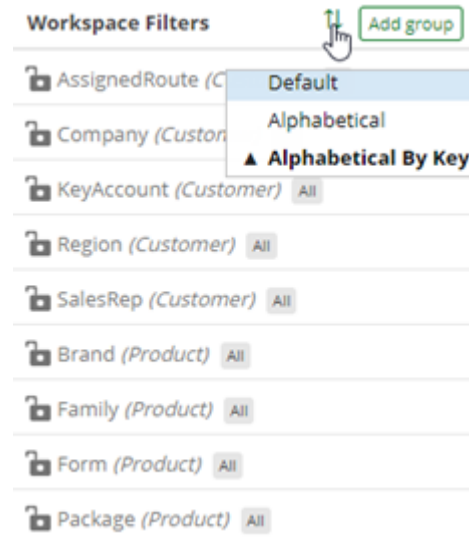 Workspace Filters
Add group
AssignedRoute (C
Default
Alphabetical
Company (Custon
▲ Alphabetical By Key
KeyAccount (Customer) All
Region (Customer) All
SalesRep (Customer) All
Brand (Product) All
Family (Product) All
Form (Product) All
Package (Product) All